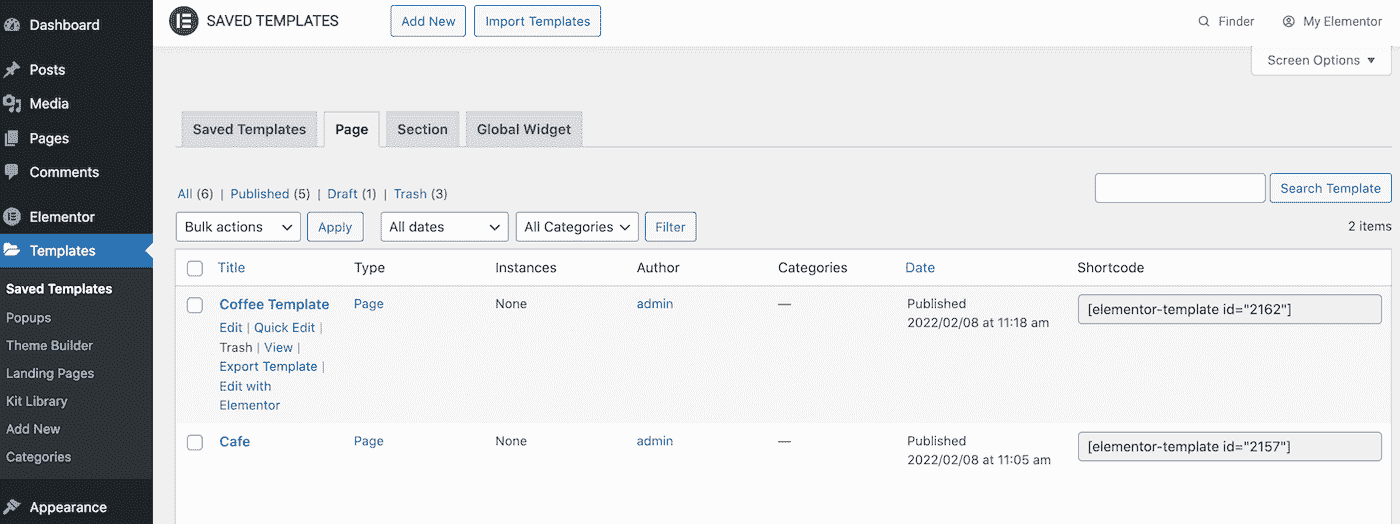 Dashboard
Posts
Media
Pages
Comments
Elementor
Templates
Saved Templates
Popups
Theme Builder
Landing Pages
Kit Library
Add New
Categories
Appearance
SAVED TEMPLATES Add New Import Templates Finder My Elementor
Screen Options ▼
Saved Templates Page Section Global Widget
All (6) | Published (5) | Draft (1) | Trash (3)
Search Template
Bulk actions Apply All dates All Categories Filter
2 items
Title Type Instances Author Categories Date Shortcode
Coffee Template Page None admin — Published [elementor-template id="2162"]
2022/02/08 at 11:18 am
Edit | Quick Edit |
Trash | View |
Export Template |
Edit with
Elementor
Cafe Page None admin — Published [elementor-template id="2157"]
2022/02/08 at 11:05 am